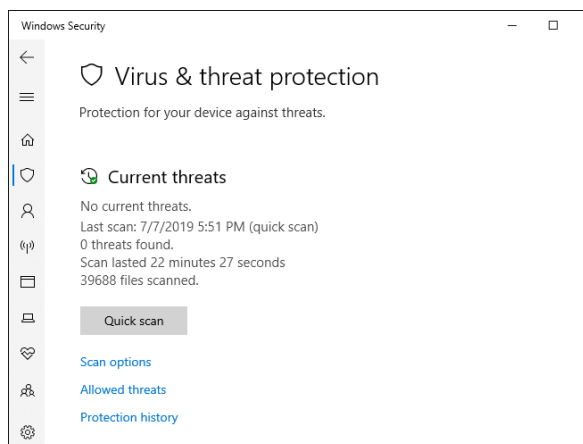 Windows Security
Virus & threat protection
Protection for your device against threats.
Current threats
No current threats.
Last scan: 7/7/2019 5:51 PM (quick scan)
0 threats found.
Scan lasted 22 minutes 27 seconds
39688 files scanned.
Quick scan
Scan options
Allowed threats
Protection history